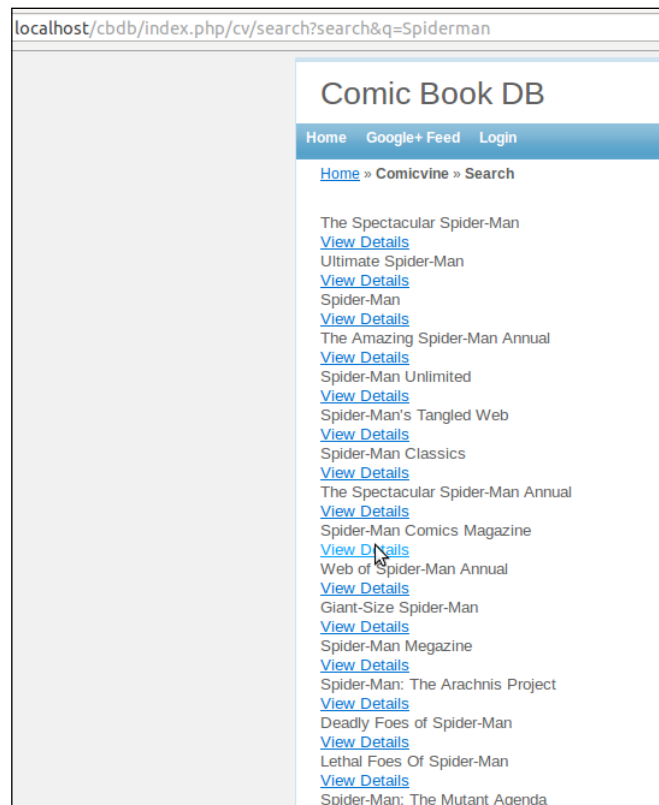 localhost/cbdb/index.php/cv/search?search&q=Spiderman
Comic Book DB
Home Google+ Feed Login
Home » Comicvine » Search
The Spectacular Spider-Man
View Details
Ultimate Spider-Man
View Details
Spider-Man
View Details
The Amazing Spider-Man Annual
View Details
Spider-Man Unlimited
View Details
Spider-Man's Tangled Web
View Details
Spider-Man Classics
View Details
The Spectacular Spider-Man Annual
View Details
Spider-Man Comics Magazine
View Details
Web of Spider-Man Annual
View Details
Giant-Size Spider-Man
View Details
Spider-Man Megazine
View Details
Spider-Man: The Arachnis Project
View Details
Deadly Foes of Spider-Man
View Details
Lethal Foes Of Spider-Man
View Details
Spider-Man: The Mutant Agenda